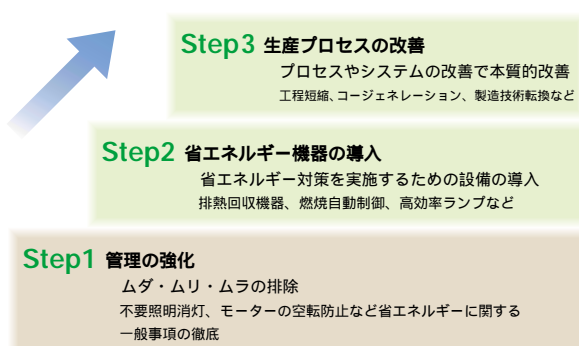 Step3 生産プロセスの改善
プロセスやシステムの改善で本質的改善
工程短縮、コージェネレーション、製造技術転換など
Step2 省エネルギー機器の導入
省エネルギー対策を実施するための設備の導入
排熱回収機器、燃焼自動制御、高効率ランプなど
Step1 管理の強化
ムダ・ムリ・ムラの排除
不要照明消灯、モーターの空転防止など省エネルギーに関する
一般事項の徹底